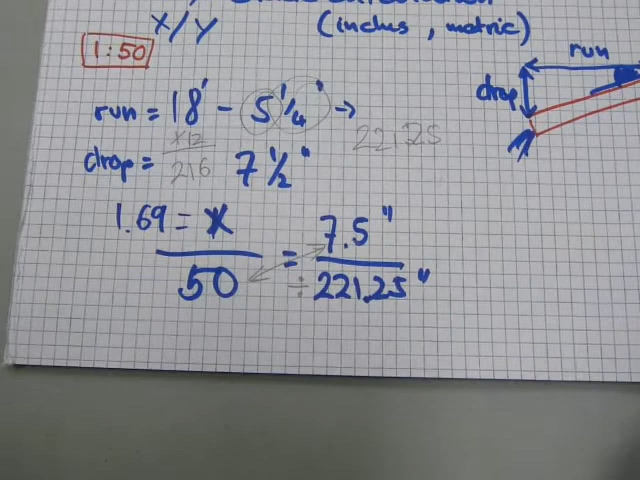 X/Y (inches, metric)
1:50
run
drop
run = 18' - 5 1/4" → 221.25
x12
drop = 216 7 1/2"
1.69 = X/50 = 7.5"/221.25"
÷